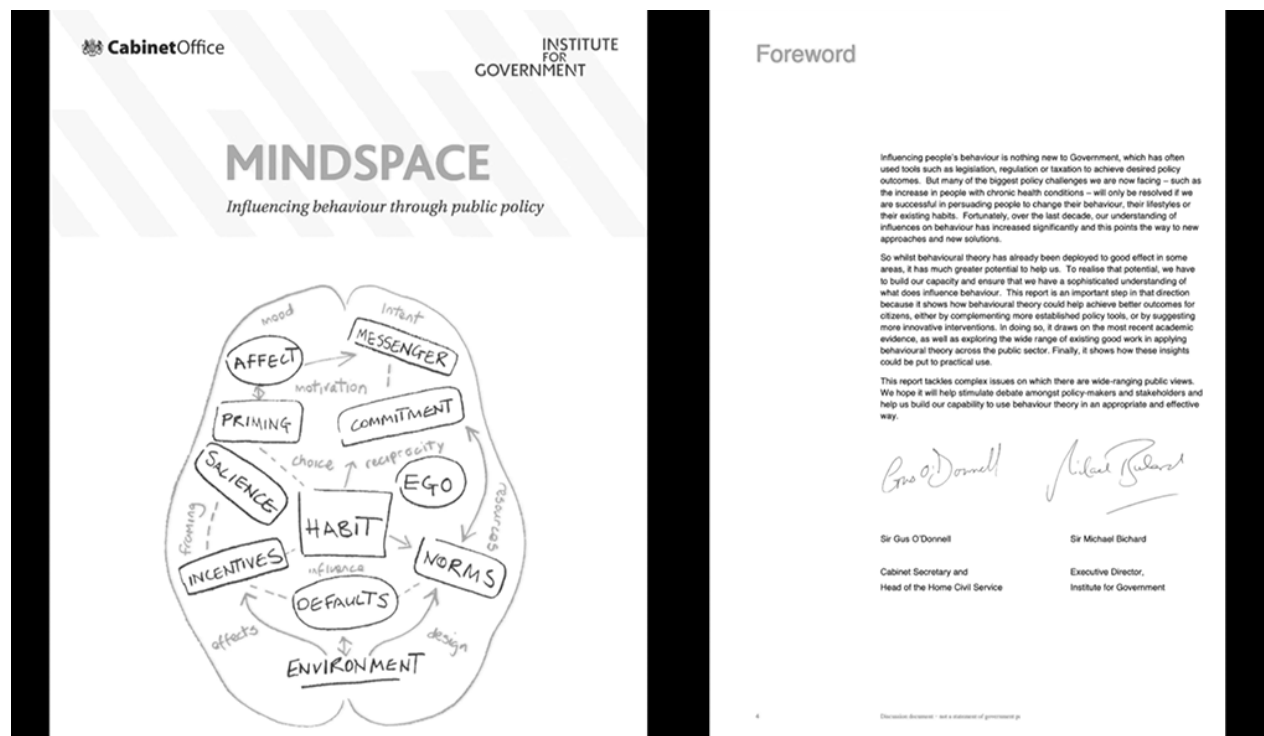 CabinetOffice
INSTITUTE
FOR
GOVERNMENT
MINDSPACE
Influencing behaviour through public policy
mood
intent
AFFECT
MESSENGER
motivation
PRIMING
COMMITMENT
choice
reciprocity
SALIENCE
EGO
framing
HABIT
resources
INCENTIVES
influence
NORMS
DEFAULTS
effects
design
ENVIRONMENT
Foreword
Influencing people's behaviour is nothing new to Government, which has often
used tools such as legislation, regulation or taxation to achieve desired policy
outcomes. But many of the biggest policy challenges we are now facing – such as
the increase in people with chronic health conditions – will only be resolved if we
are successful in persuading people to change their behaviour, their lifestyles or
their existing habits. Fortunately, over the last decade, our understanding of
influences on behaviour has increased significantly and this points the way to new
approaches and new solutions.
So whilst behavioural theory has already been deployed to good effect in some
areas, it has much greater potential to help us. To realise that potential, we have
to build our capacity and ensure that we have a sophisticated understanding of
what does influence behaviour. This report is an important step in that direction
because it shows how behavioural theory could help achieve better outcomes for
citizens, either by complementing more established policy tools, or by suggesting
more innovative interventions. In doing so, it draws on the most recent academic
evidence, as well as exploring the wide range of existing good work in applying
behavioural theory across the public sector. Finally, it shows how these insights
could be put to practical use.
This report tackles complex issues on which there are wide-ranging public views.
We hope it will help stimulate debate amongst policy-makers and stakeholders and
help us build our capability to use behaviour theory in an appropriate and effective
way.
Gus O'Donnell
Michael Bichard
Sir Gus O'Donnell
Sir Michael Bichard
Cabinet Secretary and
Head of the Home Civil Service
Executive Director,
Institute for Government
4
Discussion document – not a statement of government p